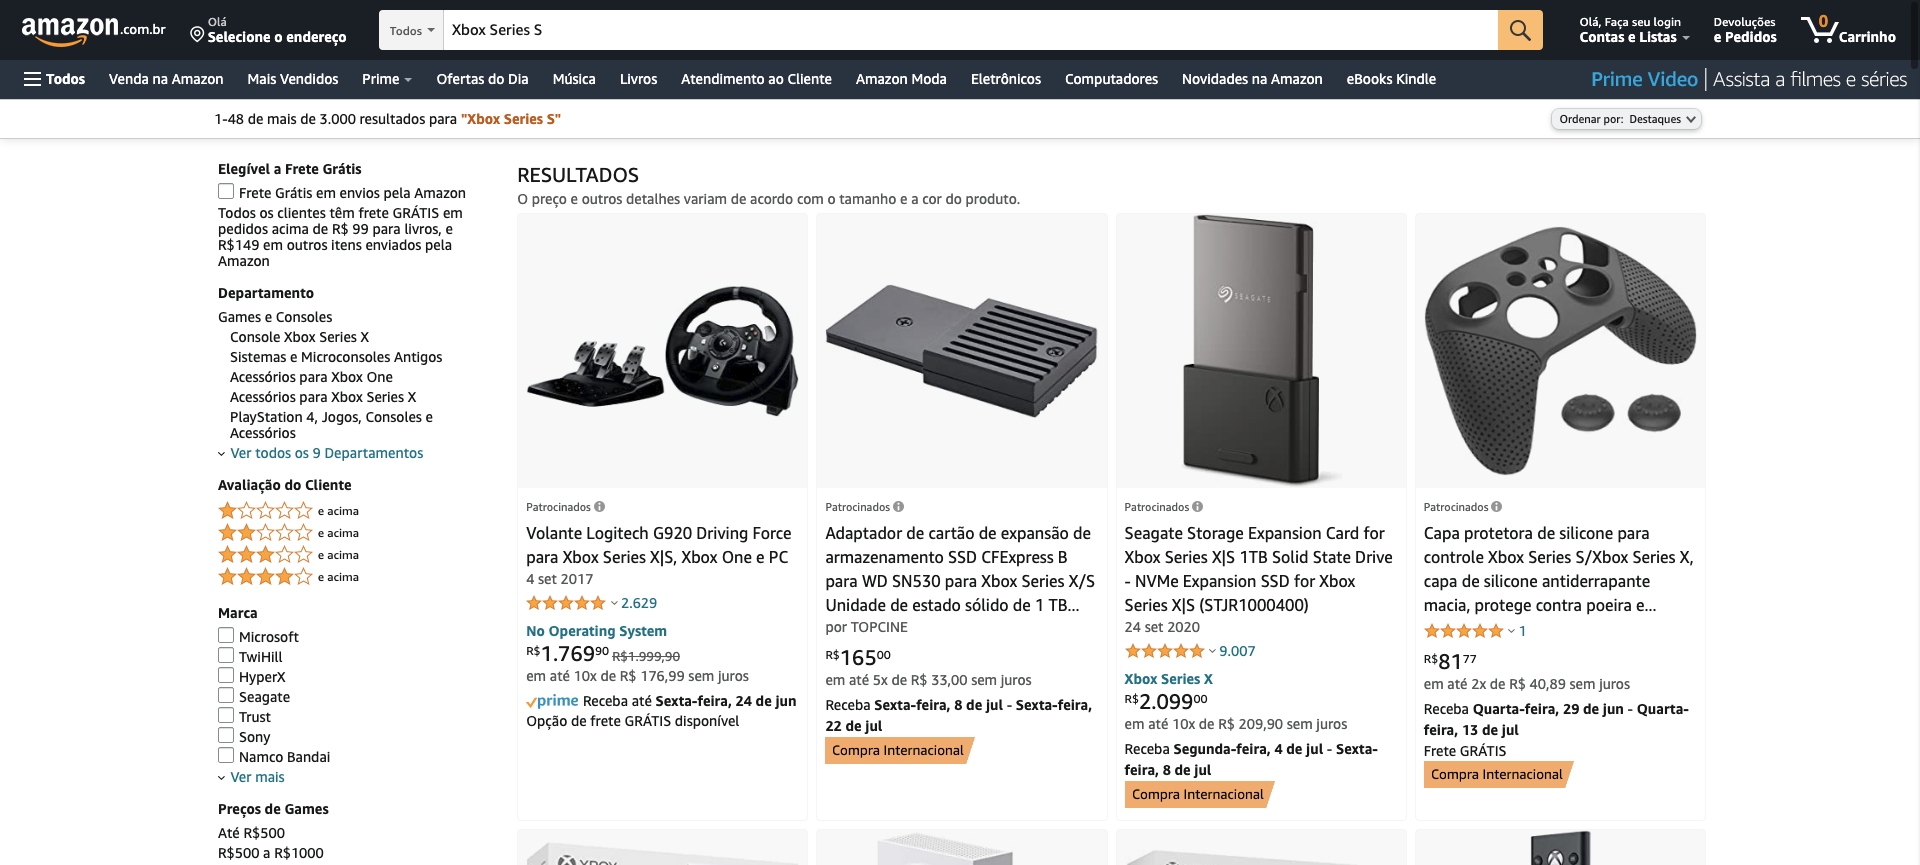 amazon.com.br
Olá
Selecione o endereço
Todos
Xbox Series S
Olá, Faça seu login
Contas e Listas
Devoluções
e Pedidos
0
Carrinho
Todos
Venda na Amazon
Mais Vendidos
Prime
Ofertas do Dia
Música
Livros
Atendimento ao Cliente
Amazon Moda
Eletrônicos
Computadores
Novidades na Amazon
eBooks Kindle
Prime Video | Assista a filmes e séries
1-48 de mais de 3.000 resultados para "Xbox Series S"
Ordenar por: Destaques
Elegível a Frete Grátis
Frete Grátis em envios pela Amazon
Todos os clientes têm frete GRÁTIS em
pedidos acima de R$ 99 para livros, e
R$149 em outros itens enviados pela
Amazon
Departamento
Games e Consoles
Console Xbox Series X
Sistemas e Microconsoles Antigos
Acessórios para Xbox One
Acessórios para Xbox Series X
PlayStation 4, Jogos, Consoles e
Acessórios
Ver todos os 9 Departamentos
Avaliação do Cliente
e acima
e acima
e acima
e acima
Marca
Microsoft
TwiHill
HyperX
Seagate
Trust
Sony
Namco Bandai
Ver mais
Preços de Games
Até R$500
R$500 a R$1000
RESULTADOS
O preço e outros detalhes variam de acordo com o tamanho e a cor do produto.
Patrocinados
Volante Logitech G920 Driving Force
para Xbox Series X|S, Xbox One e PC
4 set 2017
2.629
No Operating System
R$1.76990 R$1.999,90
em até 10x de R$ 176,99 sem juros
prime Receba até Sexta-feira, 24 de jun
Opção de frete GRÁTIS disponível
Patrocinados
Adaptador de cartão de expansão de
armazenamento SSD CFExpress B
para WD SN530 para Xbox Series X/S
Unidade de estado sólido de 1 TB...
por TOPCINE
R$16500
em até 5x de R$ 33,00 sem juros
Receba Sexta-feira, 8 de jul - Sexta-feira,
22 de jul
Compra Internacional
SEAGATE
Patrocinados
Seagate Storage Expansion Card for
Xbox Series X|S 1TB Solid State Drive
- NVMe Expansion SSD for Xbox
Series X|S (STJR1000400)
24 set 2020
9.007
Xbox Series X
R$2.09900
em até 10x de R$ 209,90 sem juros
Receba Segunda-feira, 4 de jul - Sexta-
feira, 8 de jul
Compra Internacional
Patrocinados
Capa protetora de silicone para
controle Xbox Series S/Xbox Series X,
capa de silicone antiderrapante
macia, protege contra poeira e...
1
R$8177
em até 2x de R$ 40,89 sem juros
Receba Quarta-feira, 29 de jun - Quarta-
feira, 13 de jul
Frete GRÁTIS
Compra Internacional
XBOX